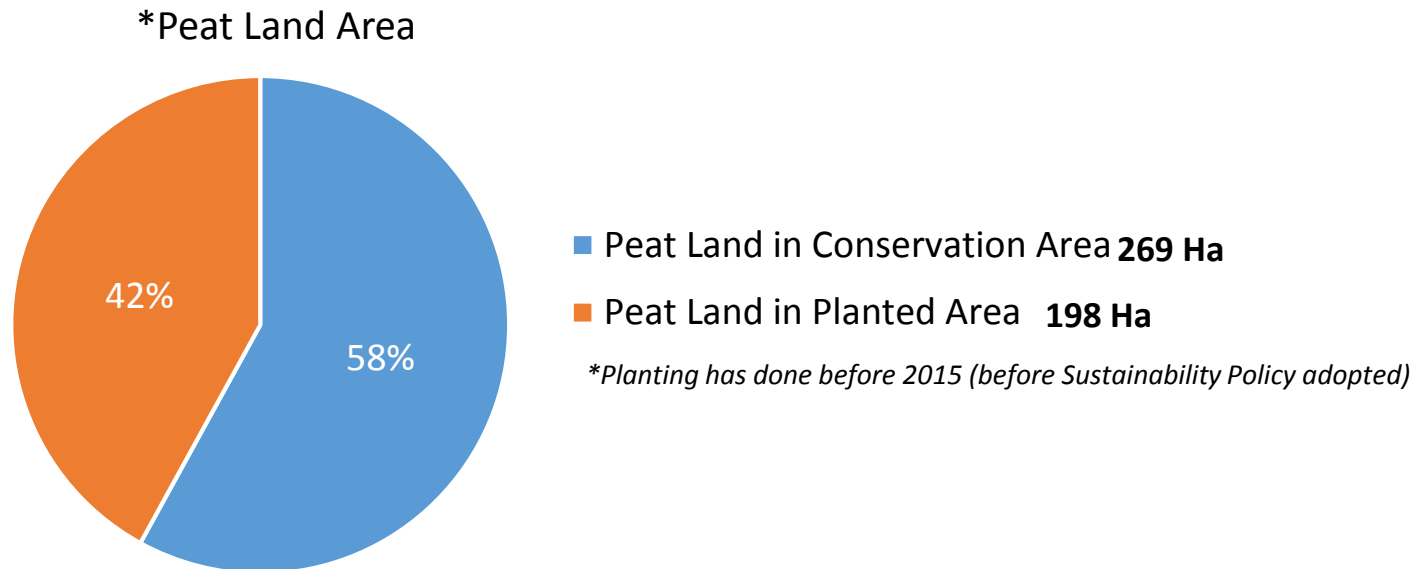 *Peat Land Area
42%
58%
Peat Land in Conservation Area 269 Ha
Peat Land in Planted Area 198 Ha
*Planting has done before 2015 (before Sustainability Policy adopted)